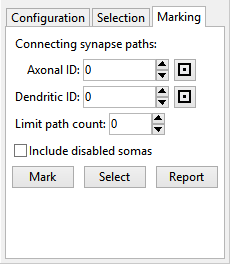 Configuration Selection Marking
Connecting synapse paths:
Axonal ID: 0
Dendritic ID: 0
Limit path count: 0
Include disabled somas
Mark Select Report